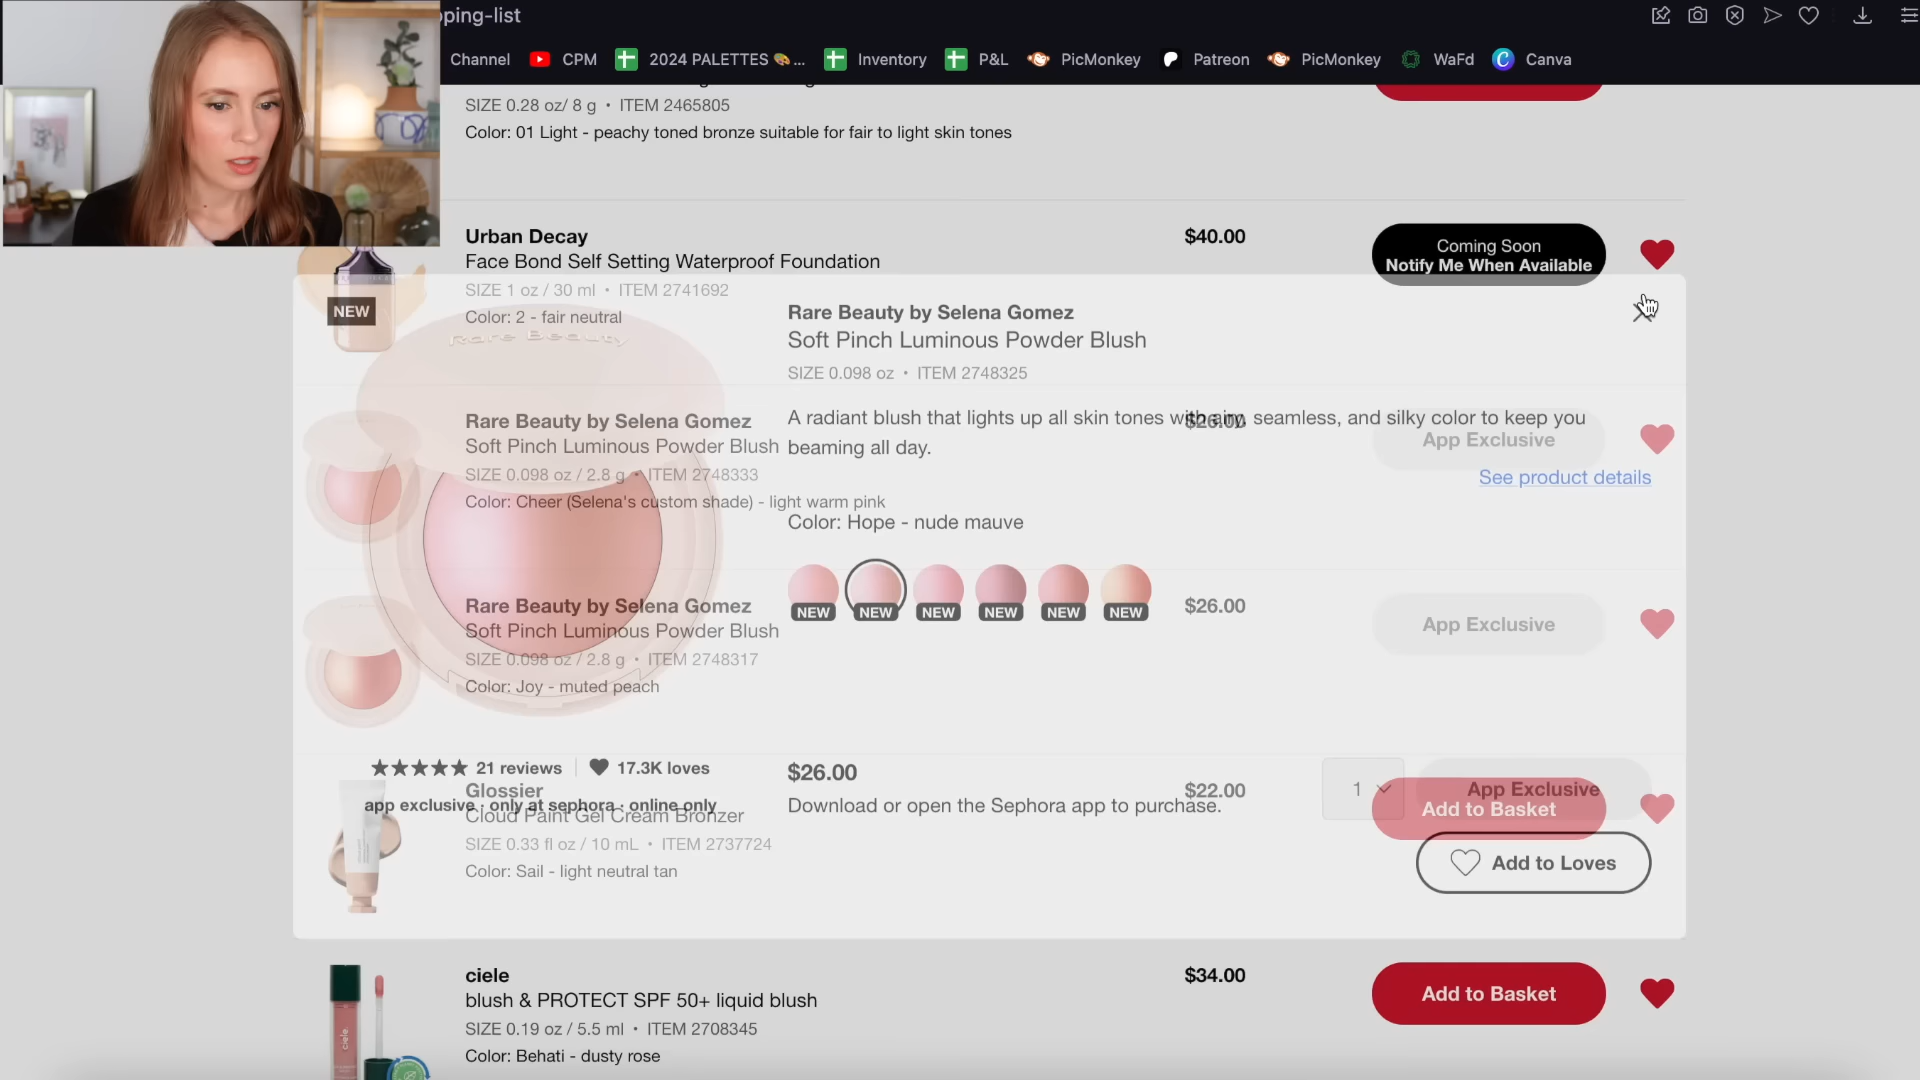 pping-list
Channel
CPM
2024 PALETTES 🎨 ...
Inventory
P&L
PicMonkey
Patreon
PicMonkey
WaFd
Canva
SIZE 0.28 oz/ 8 g • ITEM 2465805
Color: 01 Light - peachy toned bronze suitable for fair to light skin tones
Urban Decay
Face Bond Self Setting Waterproof Foundation
SIZE 1 oz / 30 ml • ITEM 2741692
Color: 2 - fair neutral
NEW
$40.00
Coming Soon
Notify Me When Available
Rare Beauty
Rare Beauty by Selena Gomez
Soft Pinch Luminous Powder Blush
SIZE 0.098 oz • ITEM 2748325
A radiant blush that lights up all skin tones with airy, seamless, and silky color to keep you
beaming all day.
See product details
Color: Hope - nude mauve
NEW
NEW
NEW
NEW
NEW
NEW
★★★★★ 21 reviews
17.3K loves
app exclusive · only at sephora · online only
$26.00
Download or open the Sephora app to purchase.
1
App Exclusive
Add to Loves
Rare Beauty by Selena Gomez
Soft Pinch Luminous Powder Blush
SIZE 0.098 oz / 2.8 g • ITEM 2748333
Color: Cheer (Selena's custom shade) - light warm pink
$26.00
App Exclusive
Rare Beauty by Selena Gomez
Soft Pinch Luminous Powder Blush
SIZE 0.098 oz / 2.8 g • ITEM 2748317
Color: Joy - muted peach
$26.00
App Exclusive
Glossier
Cloud Paint Gel Cream Bronzer
SIZE 0.33 fl oz / 10 mL • ITEM 2737724
Color: Sail - light neutral tan
$22.00
Add to Basket
ciele
blush & PROTECT SPF 50+ liquid blush
SIZE 0.19 oz / 5.5 ml • ITEM 2708345
Color: Behati - dusty rose
$34.00
Add to Basket
ciele